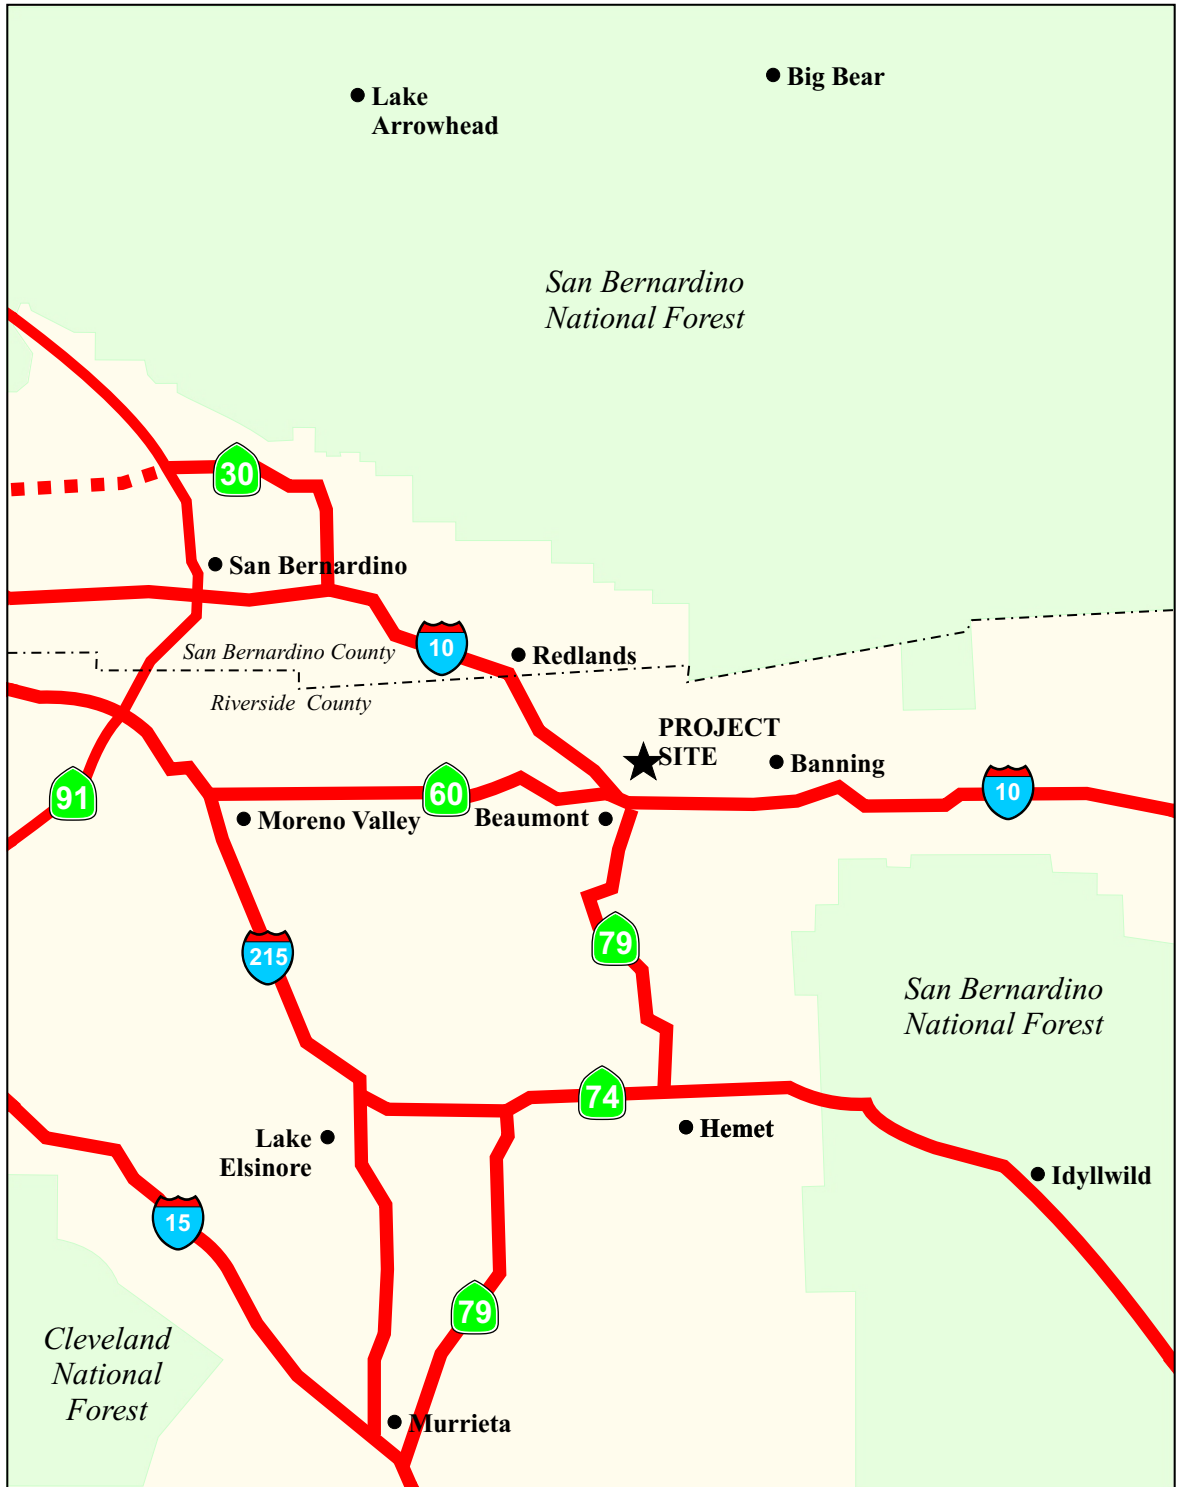 Big Bear
Lake
Arrowhead
San Bernardino
National Forest
30
San Bernardino
10
San Bernardino County
Redlands
Riverside County
PROJECT
SITE
Banning
91
60
10
Moreno Valley
Beaumont
79
215
San Bernardino
National Forest
74
Hemet
Lake
Elsinore
Idyllwild
15
79
Cleveland
National
Forest
Murrieta